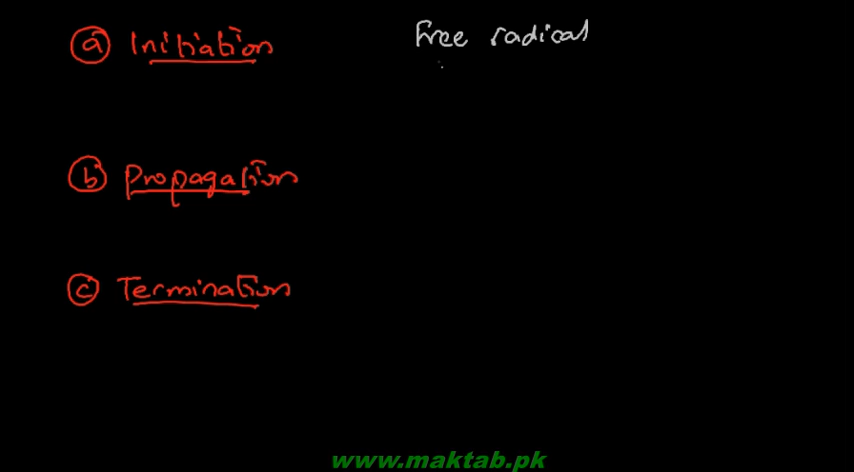 a Initiation Free radical
b Propagation
c Termination
www.maktab.pk